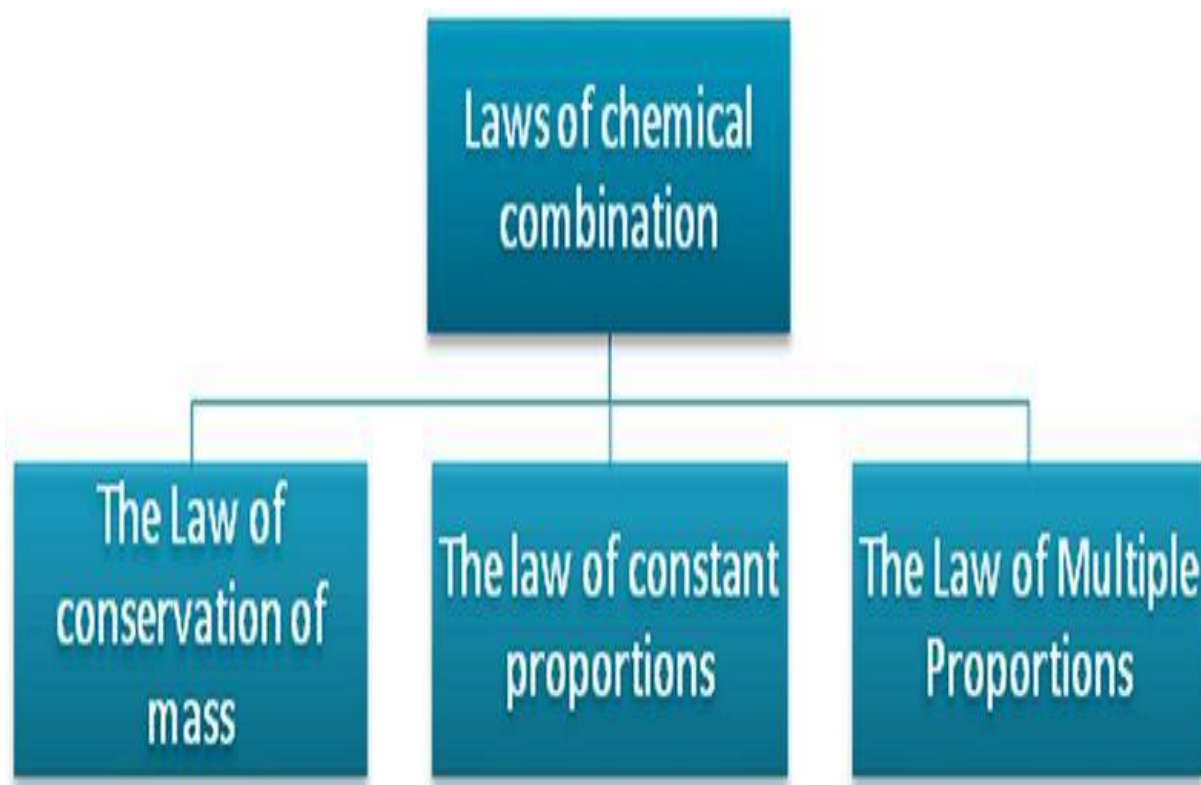 Laws of chemical
combination
The Law of
conservation of
mass
The law of constant
proportions
The Law of Multiple
Proportions